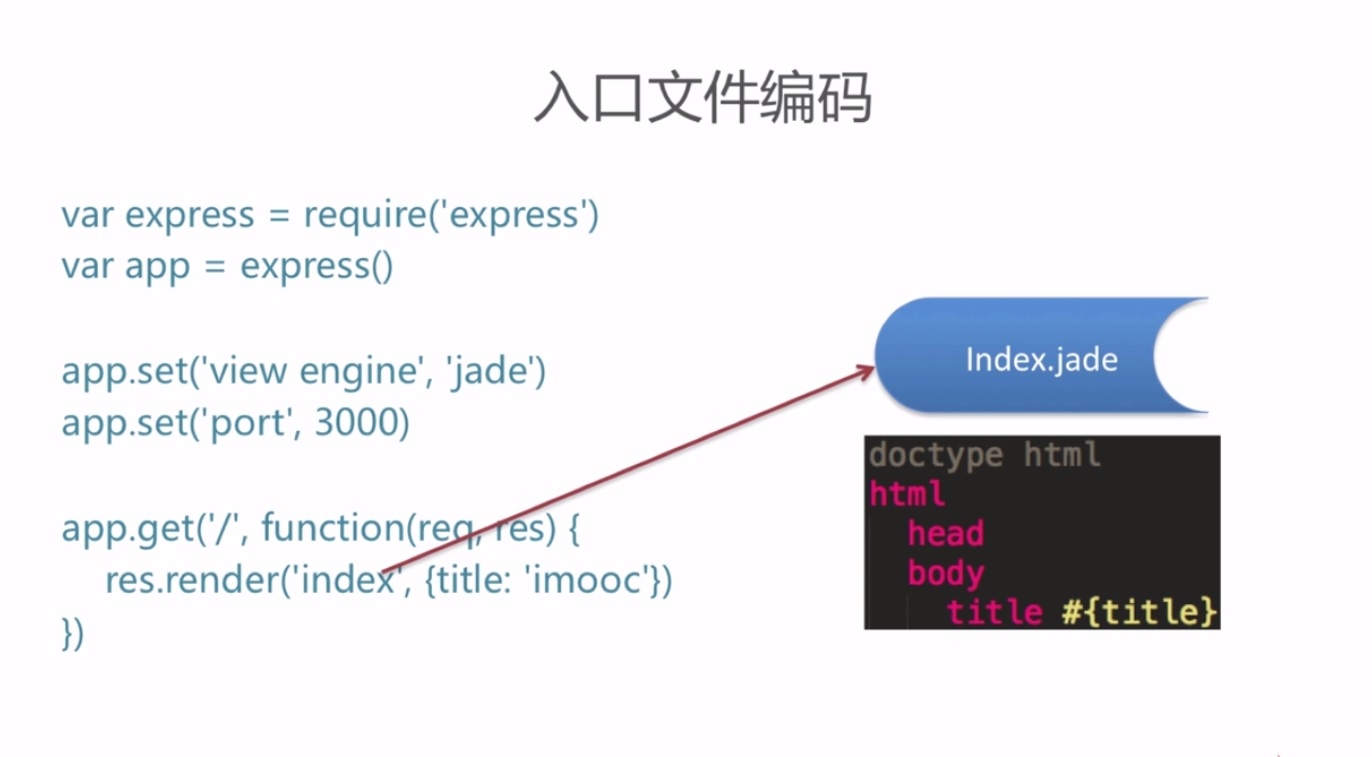 入口文件编码
var express = require('express')
var app = express()
app.set('view engine', 'jade')
app.set('port', 3000)
app.get('/', function(req, res) {
res.render('index', {title: 'imooc'})
})
Index.jade
doctype html
html
head
body
title #{title}